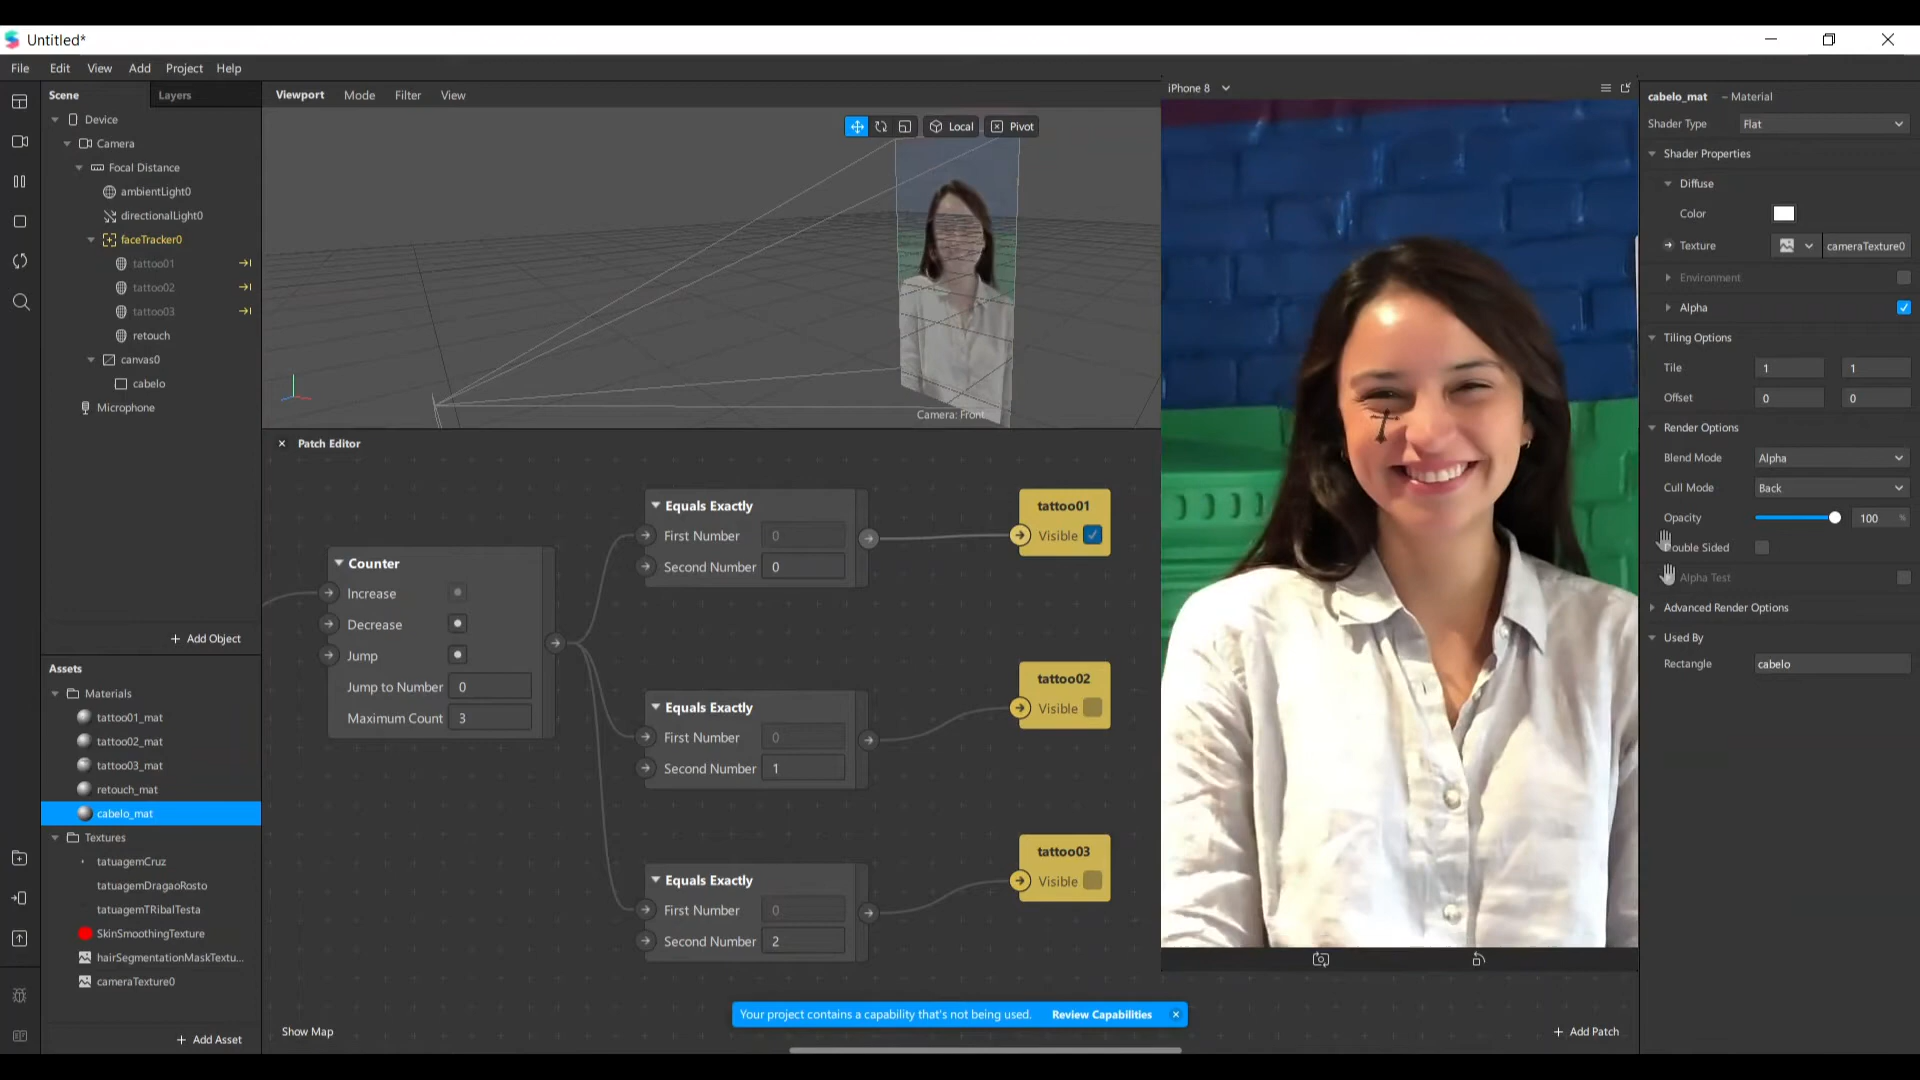 Untitled*
File Edit View Add Project Help
Scene Layers
Device
Camera
Focal Distance
ambientLight0
directionalLight0
faceTracker0
tattoo01
tattoo02
tattoo03
retouch
canvas0
cabelo
Microphone
+ Add Object
Assets
Materials
tattoo01_mat
tattoo02_mat
tattoo03_mat
retouch_mat
cabelo_mat
Textures
tatuagemCruz
tatuagemDragaoRosto
tatuagemTRibalTesta
SkinSmoothingTexture
hairSegmentationMaskTextu...
cameraTexture0
+ Add Asset
Viewport Mode Filter View
Local Pivot
Camera: Front
Patch Editor
Counter
Increase
Decrease
Jump
Jump to Number 0
Maximum Count 3
Equals Exactly
First Number 0
Second Number 0
Equals Exactly
First Number 0
Second Number 1
Equals Exactly
First Number 0
Second Number 2
tattoo01
Visible
tattoo02
Visible
tattoo03
Visible
Show Map
Your project contains a capability that's not being used. Review Capabilities
+ Add Patch
iPhone 8
cabelo_mat – Material
Shader Type Flat
Shader Properties
Diffuse
Color
Texture cameraTexture0
Environment
Alpha
Tiling Options
Tile 1 1
Offset 0 0
Render Options
Blend Mode Alpha
Cull Mode Back
Opacity 100 %
ouble Sided
Alpha Test
Advanced Render Options
Used By
Rectangle cabelo